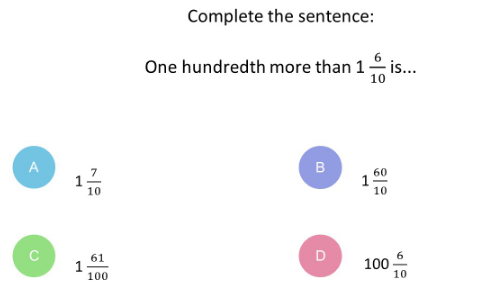 Complete the sentence:
One hundredth more than 1 6/10 is...
A 1 7/10
B 1 60/10
C 1 61/100
D 100 6/10